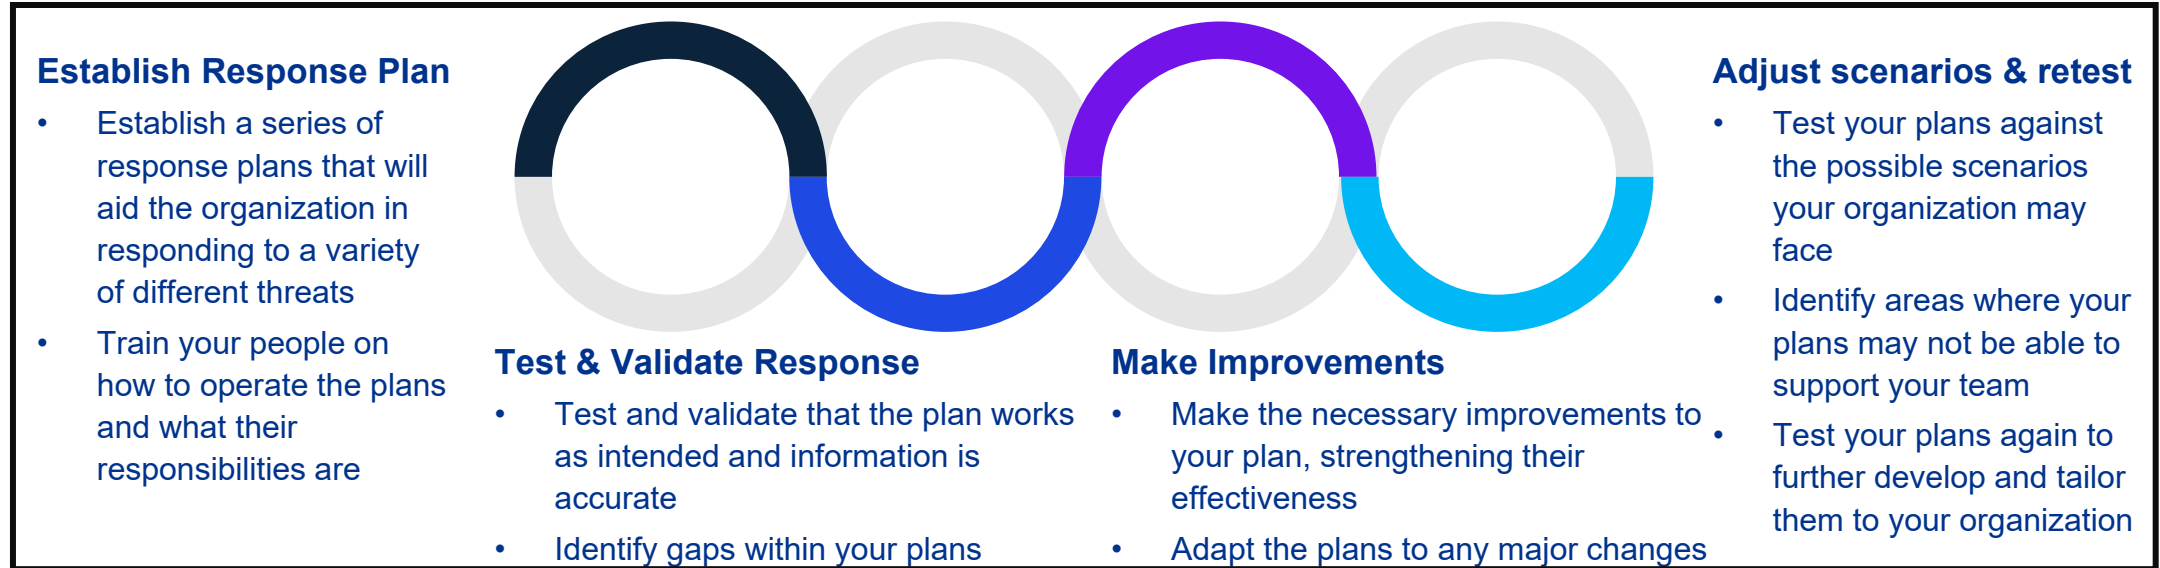 Establish Response Plan
• Establish a series of
response plans that will
aid the organization in
responding to a variety
of different threats
• Train your people on
how to operate the plans
and what their
responsibilities are
Test & Validate Response
• Test and validate that the plan works
as intended and information is
accurate
• Identify gaps within your plans
Make Improvements
• Make the necessary improvements to
your plan, strengthening their
effectiveness
• Adapt the plans to any major changes
Adjust scenarios & retest
• Test your plans against
the possible scenarios
your organization may
face
• Identify areas where your
plans may not be able to
support your team
• Test your plans again to
further develop and tailor
them to your organization